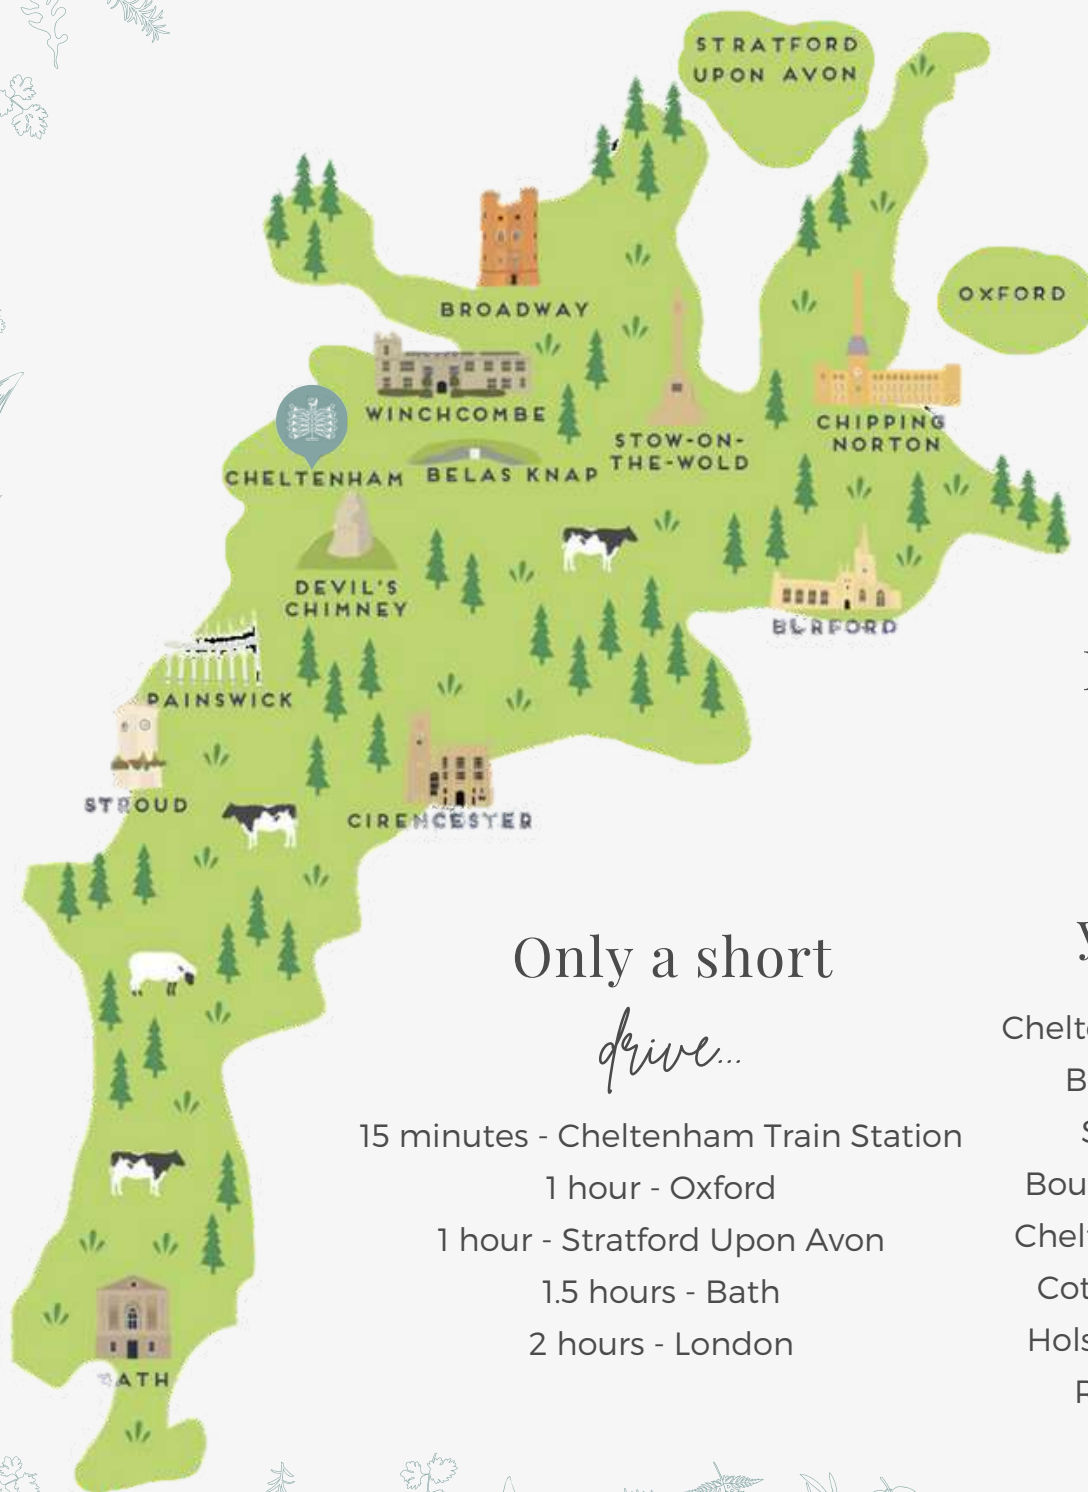 STRATFORD
UPON AVON
OXFORD
BROADWAY
WINCHCOMBE
STOW-ON-
THE-WOLD
CHIPPING
NORTON
CHELTENHAM
BELAS KNAP
DEVIL'S
CHIMNEY
BURFORD
PAINSWICK
STROUD
CIRENCESTER
BATH
Only a short
drive...
15 minutes - Cheltenham Train Station
1 hour - Oxford
1 hour - Stratford Upon Avon
1.5 hours - Bath
2 hours - London